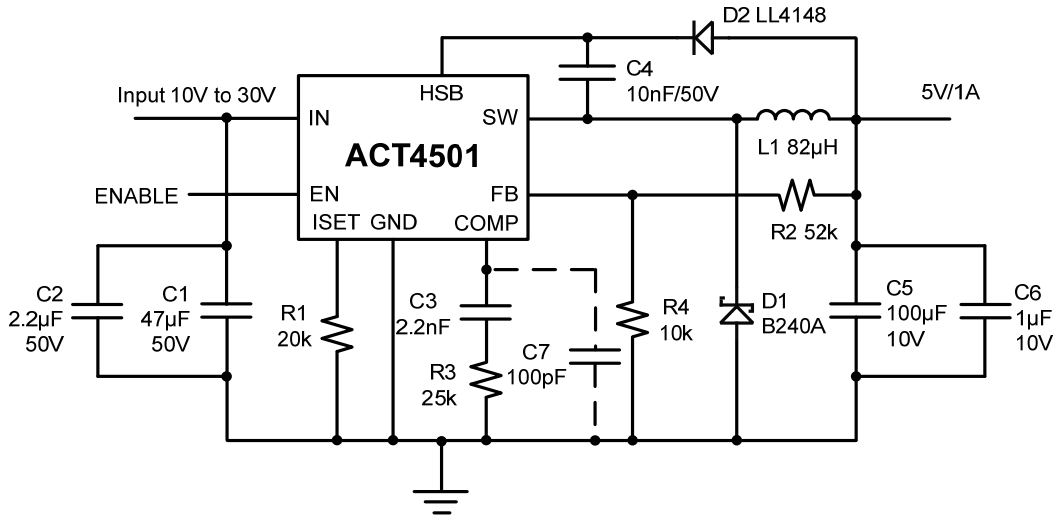 D2 LL4148
C4
10nF/50V
HSB
Input 10V to 30V
IN
SW
5V/1A
L1 82µH
ACT4501
ENABLE
EN
FB
ISET GND COMP
R2 52k
C2
2.2µF
50V
C1
47µF
50V
R1
20k
C3
2.2nF
R3
25k
C7
100pF
R4
10k
D1
B240A
C5
100µF
10V
C6
1µF
10V